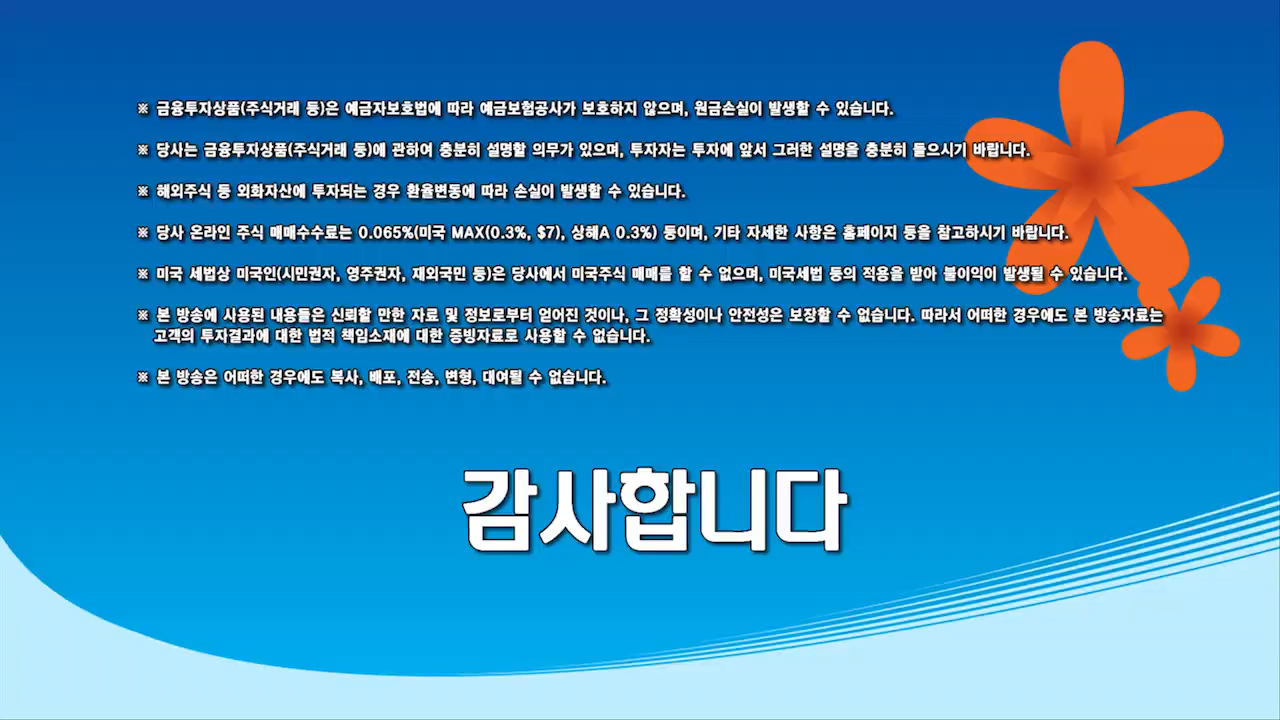 ※ 금융투자상품(주식거래 등)은 예금자보호법에 따라 예금보험공사가 보호하지 않으며, 원금손실이 발생할 수 있습니다.
※ 당사는 금융투자상품(주식거래 등)에 관하여 충분히 설명할 의무가 있으며, 투자자는 투자에 앞서 그러한 설명을 충분히 들으시기 바랍니다.
※ 해외주식 등 외화자산에 투자되는 경우 환율변동에 따라 손실이 발생할 수 있습니다.
※ 당사 온라인 주식 매매수수료는 0.065%(미국 MAX(0.3%, $7), 상해A 0.3%) 등이며, 기타 자세한 사항은 홈페이지 등을 참고하시기 바랍니다.
※ 미국 세법상 미국인(시민권자, 영주권자, 재외국민 등)은 당사에서 미국주식 매매를 할 수 없으며, 미국세법 등의 적용을 받아 불이익이 발생될 수 있습니다.
※ 본 방송에 사용된 내용들은 신뢰할 만한 자료 및 정보로부터 얻어진 것이나, 그 정확성이나 안전성은 보장할 수 없습니다. 따라서 어떠한 경우에도 본 방송자료는
고객의 투자결과에 대한 법적 책임소재에 대한 증빙자료로 사용할 수 없습니다.
※ 본 방송은 어떠한 경우에도 복사, 배포, 전송, 변형, 대여될 수 없습니다.
감사합니다